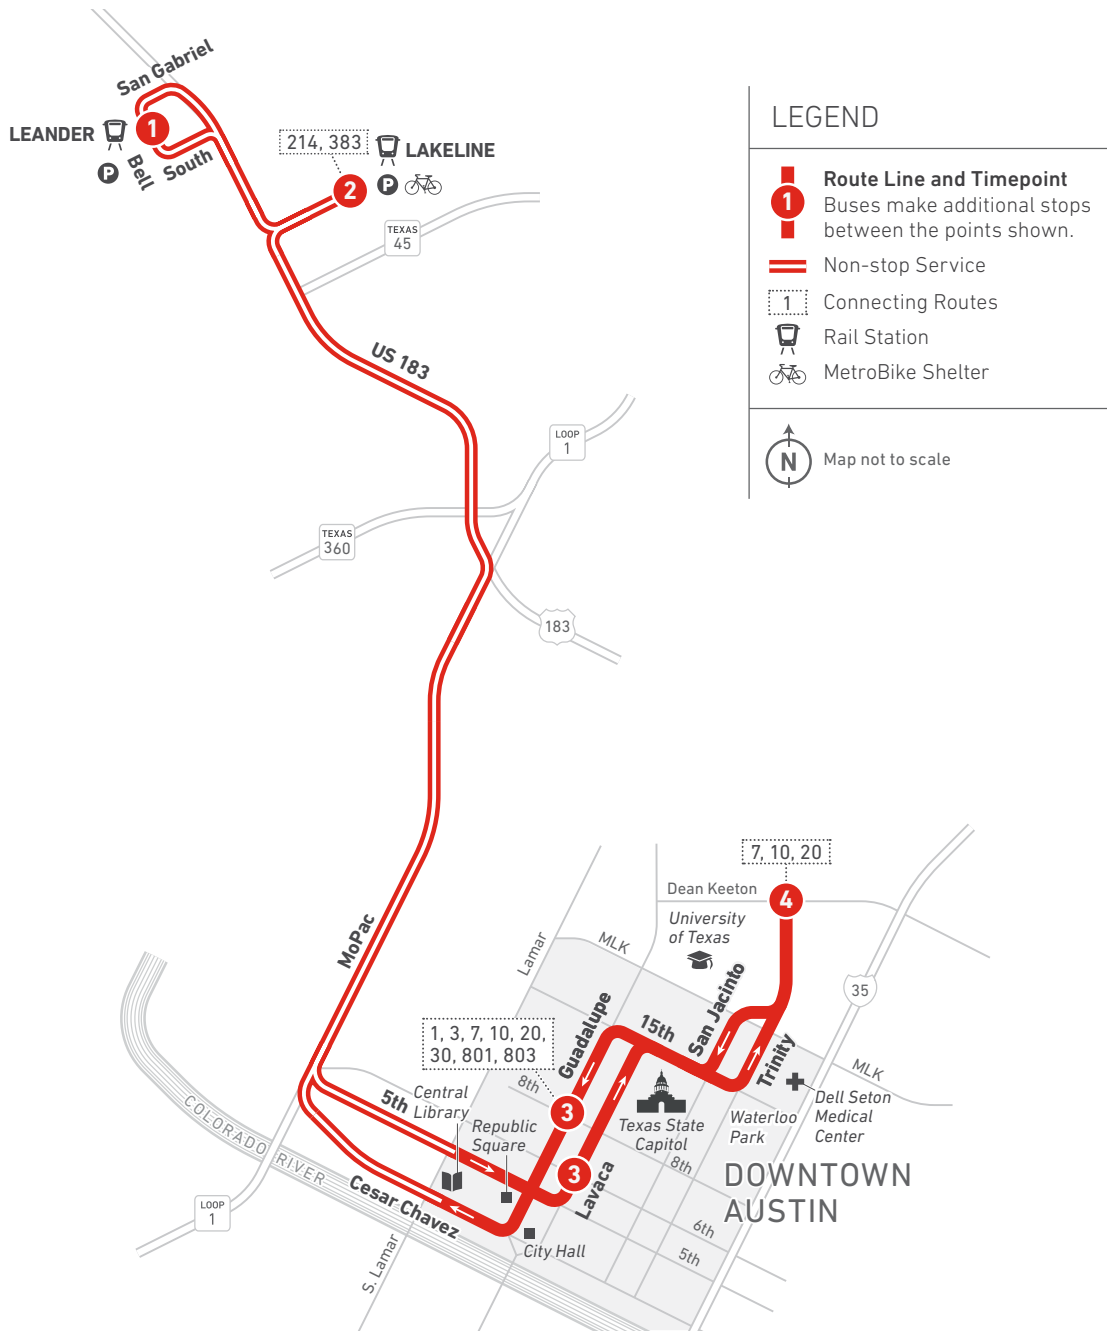 San Gabriel
LEANDER
1
P
Bell
South
214, 383
LAKELINE
2
P
TEXAS
45
US 183
LOOP
1
TEXAS
360
183
LEGEND
1
Route Line and Timepoint
Buses make additional stops
between the points shown.
Non-stop Service
1
Connecting Routes
Rail Station
MetroBike Shelter
N
Map not to scale
MoPac
7, 10, 20
Dean Keeton
4
University
of Texas
MLK
Lamar
San Jacinto
35
Guadalupe
15th
1, 3, 7, 10, 20,
30, 801, 803
Trinity
MLK
8th
5th
Central
Library
3
Republic
Square
Texas State
Capitol
Waterloo
Park
Dell Seton
Medical
Center
8th
3
Lavaca
DOWNTOWN
AUSTIN
COLORADO RIVER
LOOP
1
Cesar Chavez
6th
5th
City Hall
S. Lamar